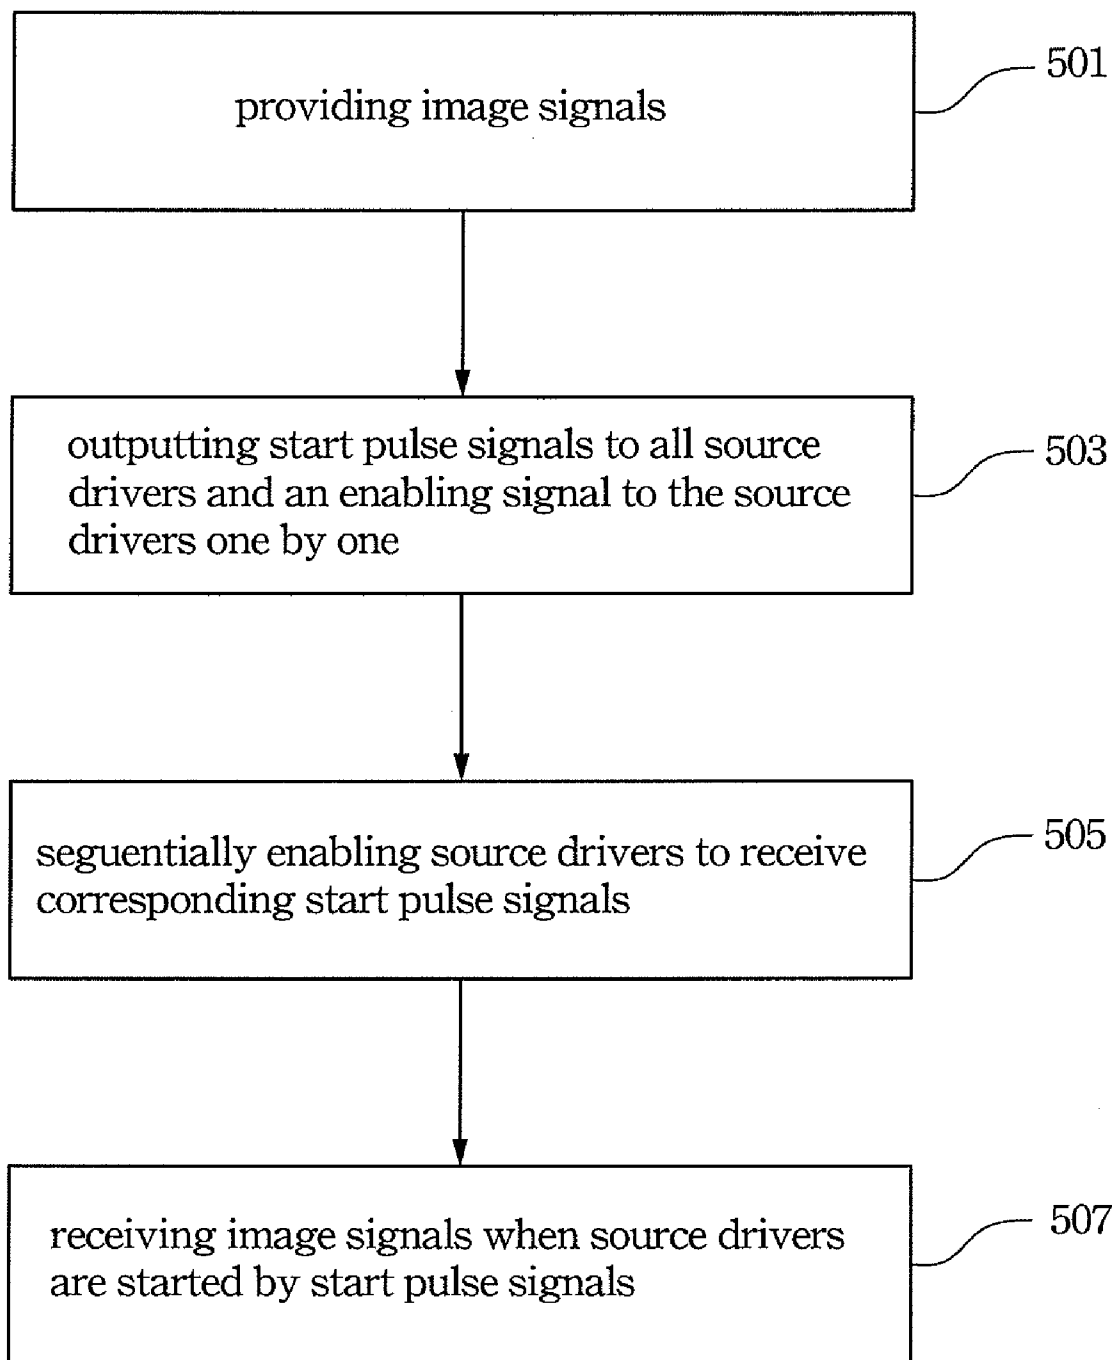 providing image signals
501
outputting start pulse signals to all source
drivers and an enabling signal to the source
drivers one by one
503
seguentially enabling source drivers to receive
corresponding start pulse signals
505
receiving image signals when source drivers
are started by start pulse signals
507